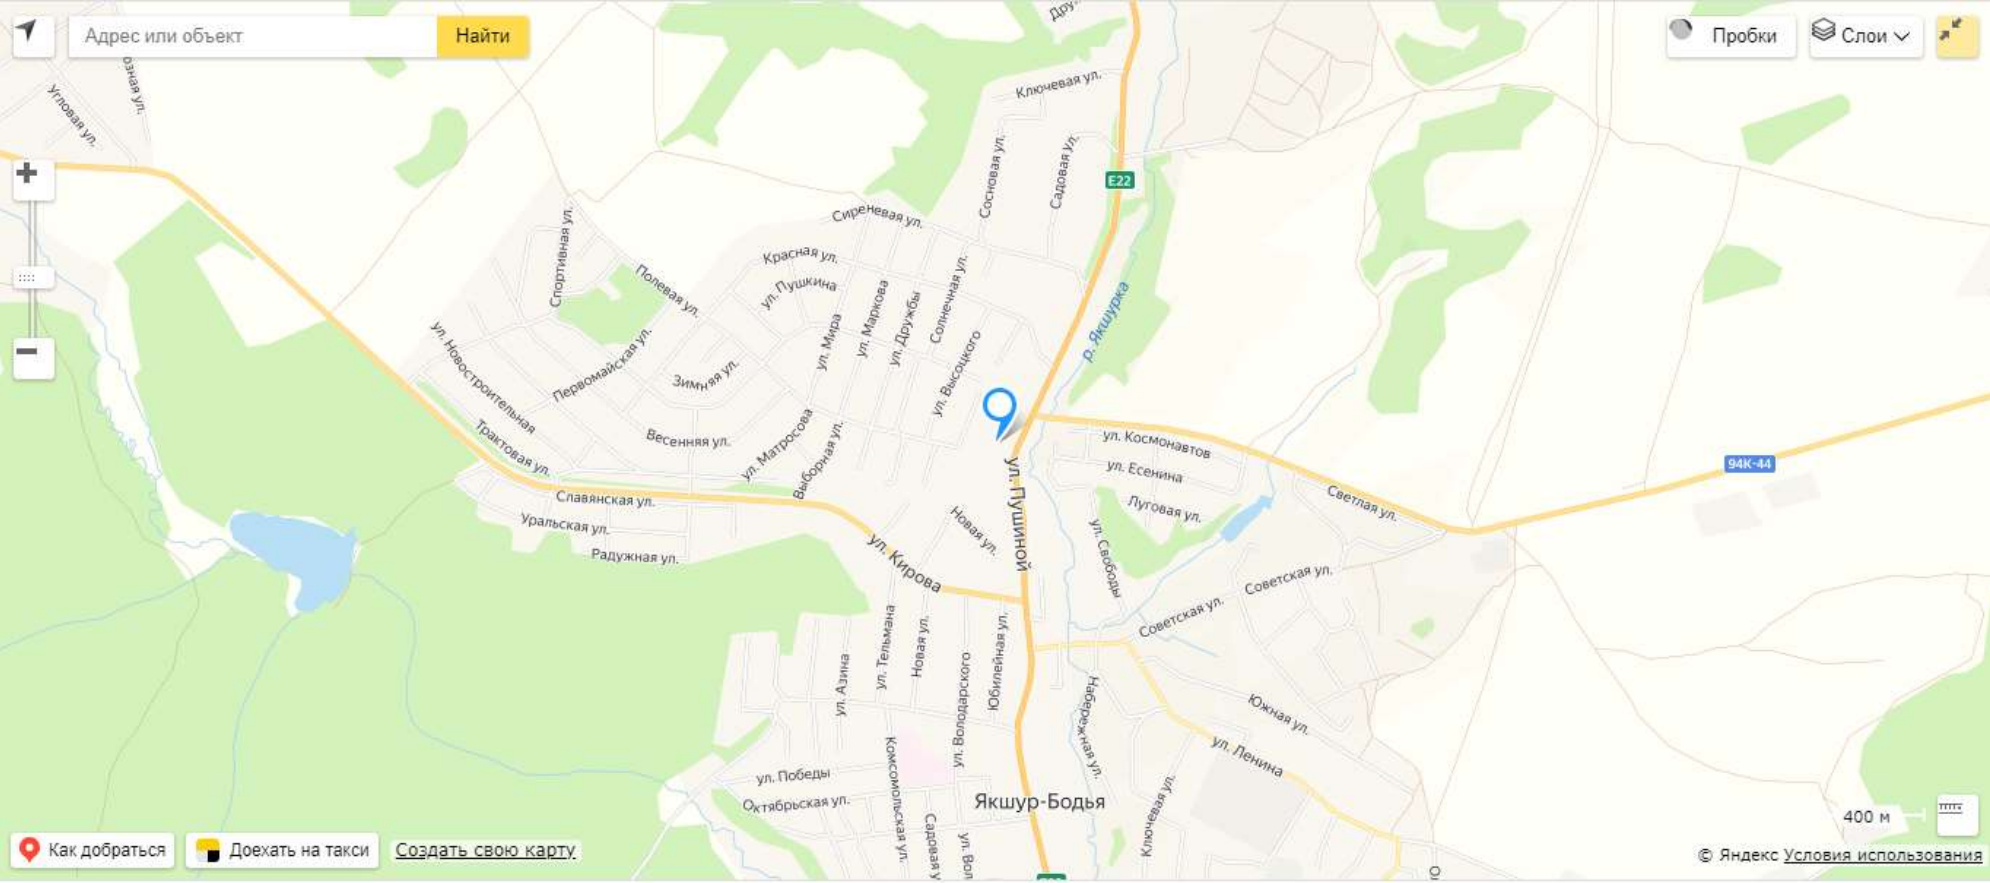 Адрес или объект
Найти
Пробки
Слои
Угловая ул.
Ключевая ул.
Сосновая ул.
Садовая ул.
E22
Сиреневая ул.
Спортивная ул.
Красная ул.
Полевая ул.
ул. Пушкина
ул. Маркова
ул. Дружбы
Солнечная ул.
р. Якшурка
ул. Мира
ул. Новостроительная
Первомайская ул.
Зимняя ул.
ул. Высоцкого
Трактовая ул.
Весенняя ул.
ул. Матросова
Выборная ул.
ул. Космонавтов
ул. Есенина
94К-44
ул. Пушиной
Славянская ул.
Уральская ул.
Радужная ул.
Новая ул.
Луговая ул.
Светлая ул.
ул. Кирова
ул. Свободы
Советская ул.
Советская ул.
ул. Азина
ул. Тельмана
Новая ул.
ул. Володарского
Юбилейная ул.
Набережная ул.
Южная ул.
ул. Ленина
ул. Победы
Октябрьская ул.
Комсомольская ул.
Якшур-Бодья
Ключевая ул.
Садовая у
ул. Вол
400 м
Как добраться
Доехать на такси
Создать свою карту
© Яндекс Условия использования